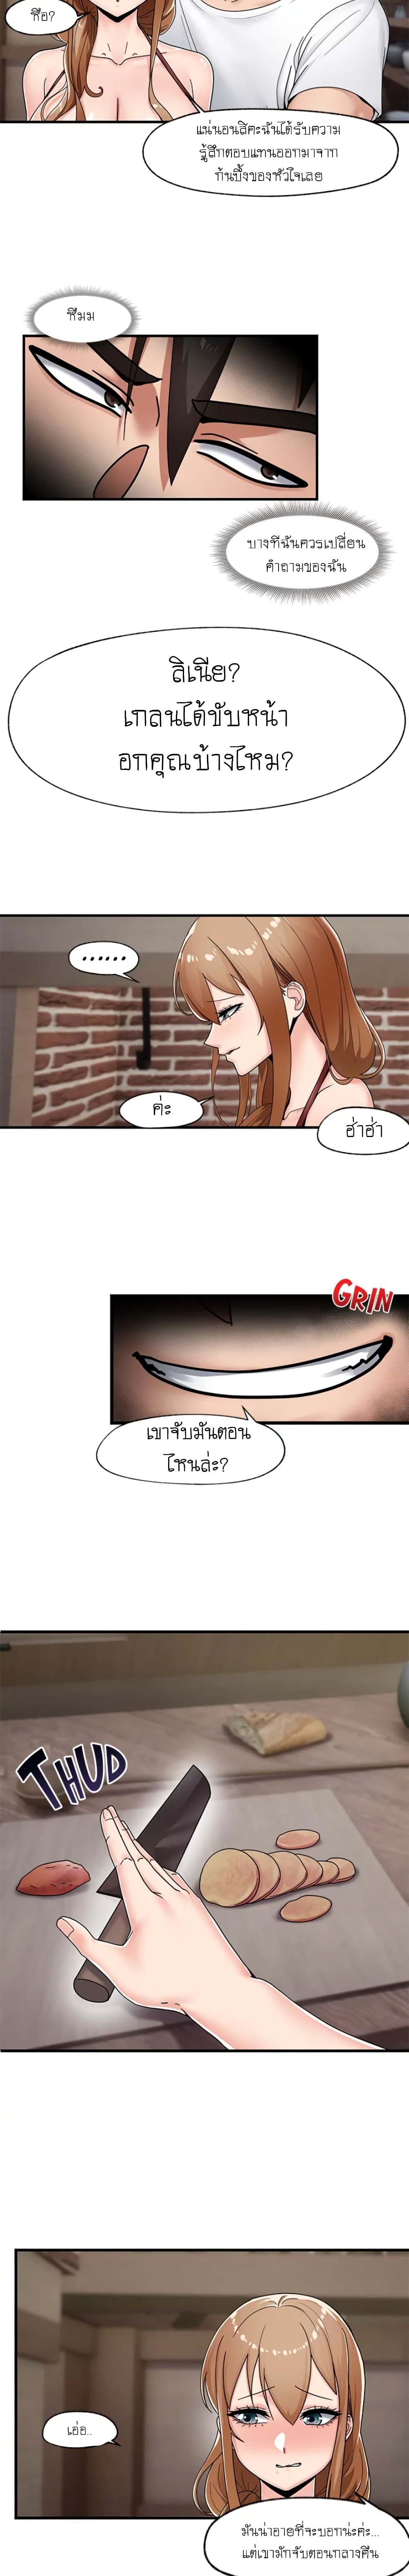 หือ?
แน่นอนสิคะฉันได้รับความ
รู้สึกตอบแทนออกมาจาก
ก้นบึ้งของหัวใจเลย
หืมม
บางทีฉันควรเปลี่ยน
คำถามของฉัน
ลิเนีย?
เกลนได้ขับหน้า
อกคุณบ้างไหม?
......
ค่ะ
ฮ่าฮ่า
GRIN
เขาจับมันตอน
ไหนล่ะ?
THUD
เอ่อ..
มันน่าอายที่จะบอกน่ะค่ะ...
แต่เขามักจับตอนกลางคืน